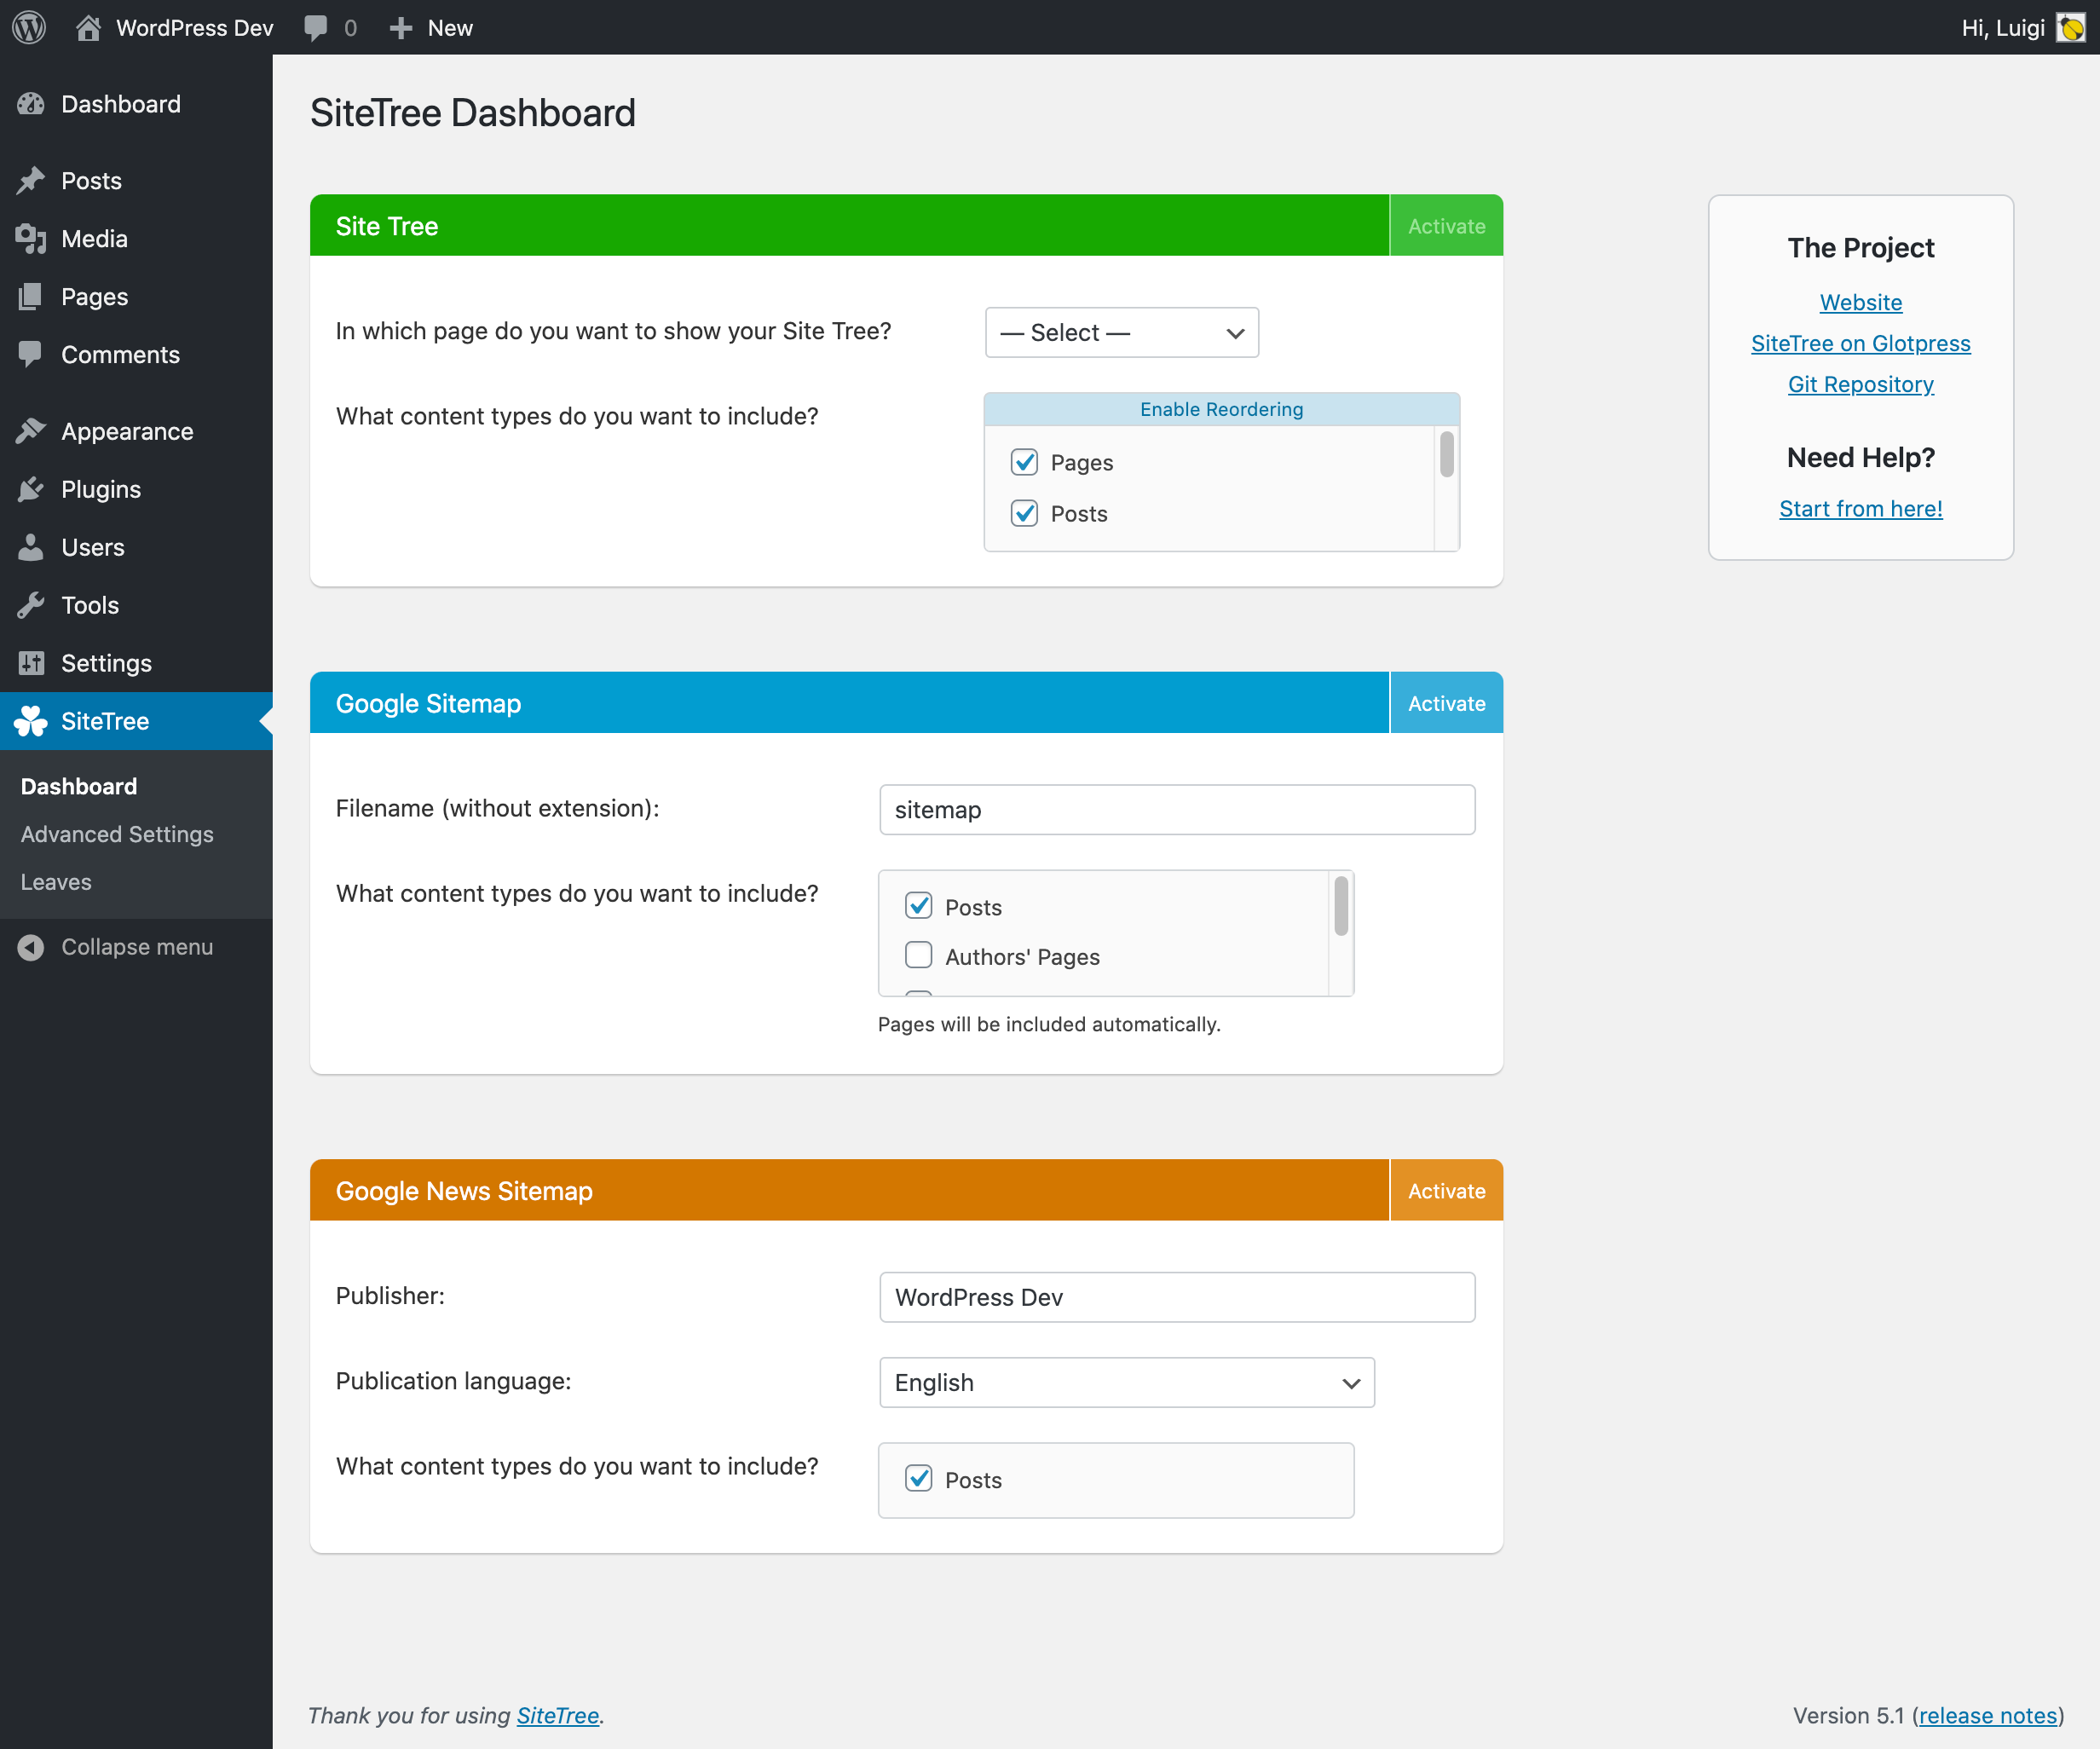 WordPress Dev 0 New Hi, Luigi
Dashboard
Posts
Media
Pages
Comments
Appearance
Plugins
Users
Tools
Settings
SiteTree
Dashboard
Advanced Settings
Leaves
Collapse menu
SiteTree Dashboard
Site Tree Activate
In which page do you want to show your Site Tree? — Select —
What content types do you want to include?
Enable Reordering
Pages
Posts
Google Sitemap Activate
Filename (without extension): sitemap
What content types do you want to include?
Posts
Authors' Pages
Pages will be included automatically.
Google News Sitemap Activate
Publisher: WordPress Dev
Publication language: English
What content types do you want to include?
Posts
The Project
Website
SiteTree on Glotpress
Git Repository
Need Help?
Start from here!
Thank you for using SiteTree.
Version 5.1 (release notes)